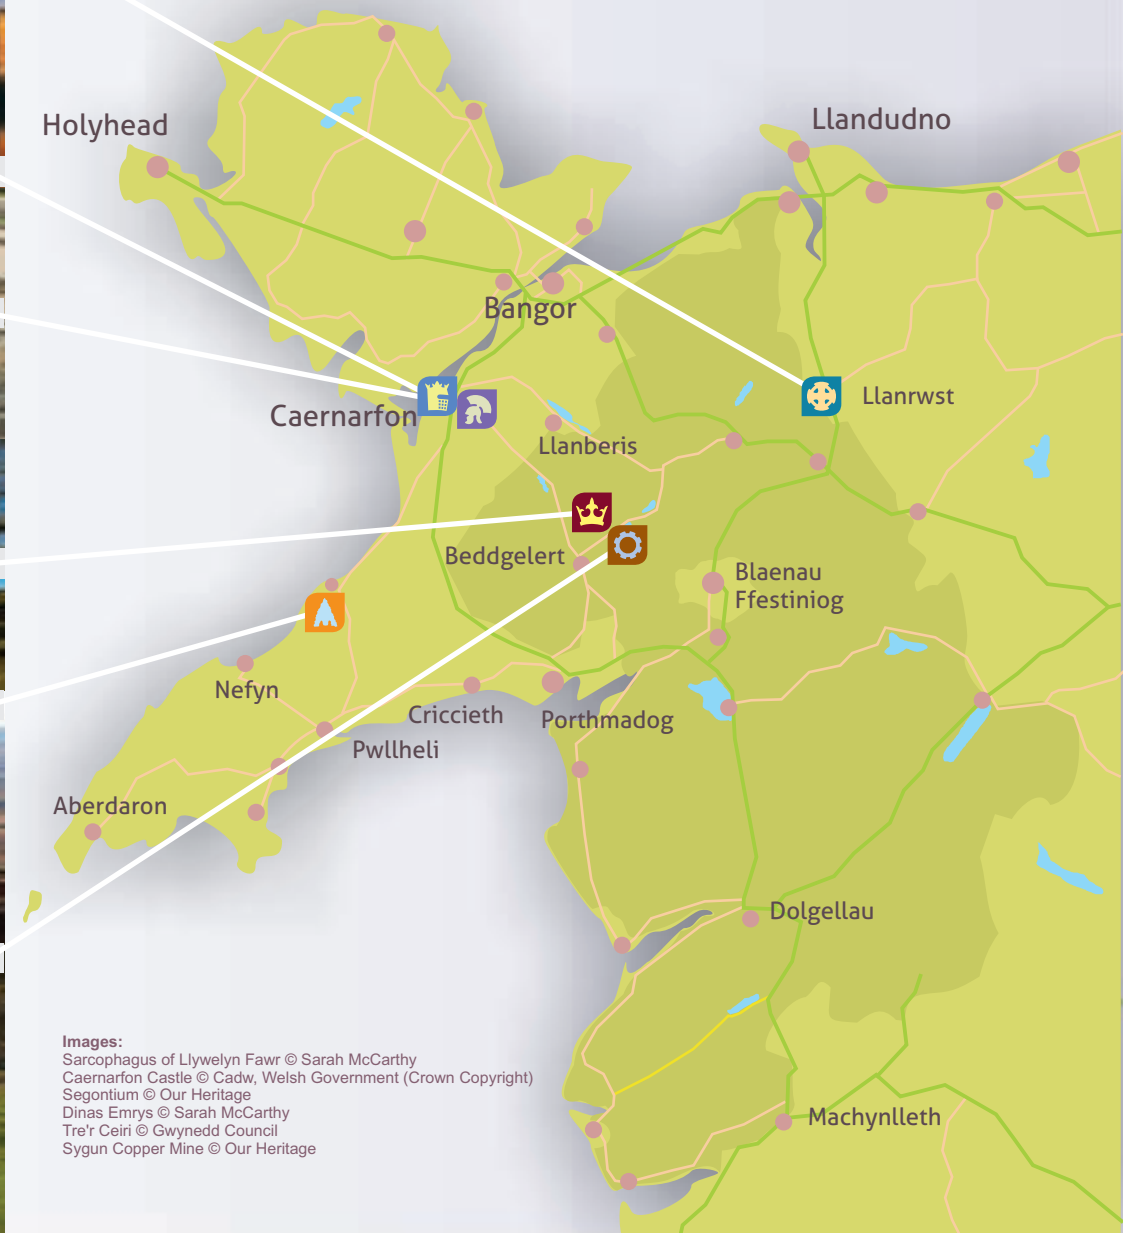 Holyhead
Llandudno
Bangor
Caernarfon
Llanrwst
Llanberis
Beddgelert
Blaenau
Ffestiniog
Nefyn
Criccieth
Porthmadog
Pwllheli
Aberdaron
Dolgellau
Machynlleth
Images:
Sarcophagus of Llywelyn Fawr © Sarah McCarthy
Caernarfon Castle © Cadw, Welsh Government (Crown Copyright)
Segontium © Our Heritage
Dinas Emrys © Sarah McCarthy
Tre'r Ceiri © Gwynedd Council
Sygun Copper Mine © Our Heritage